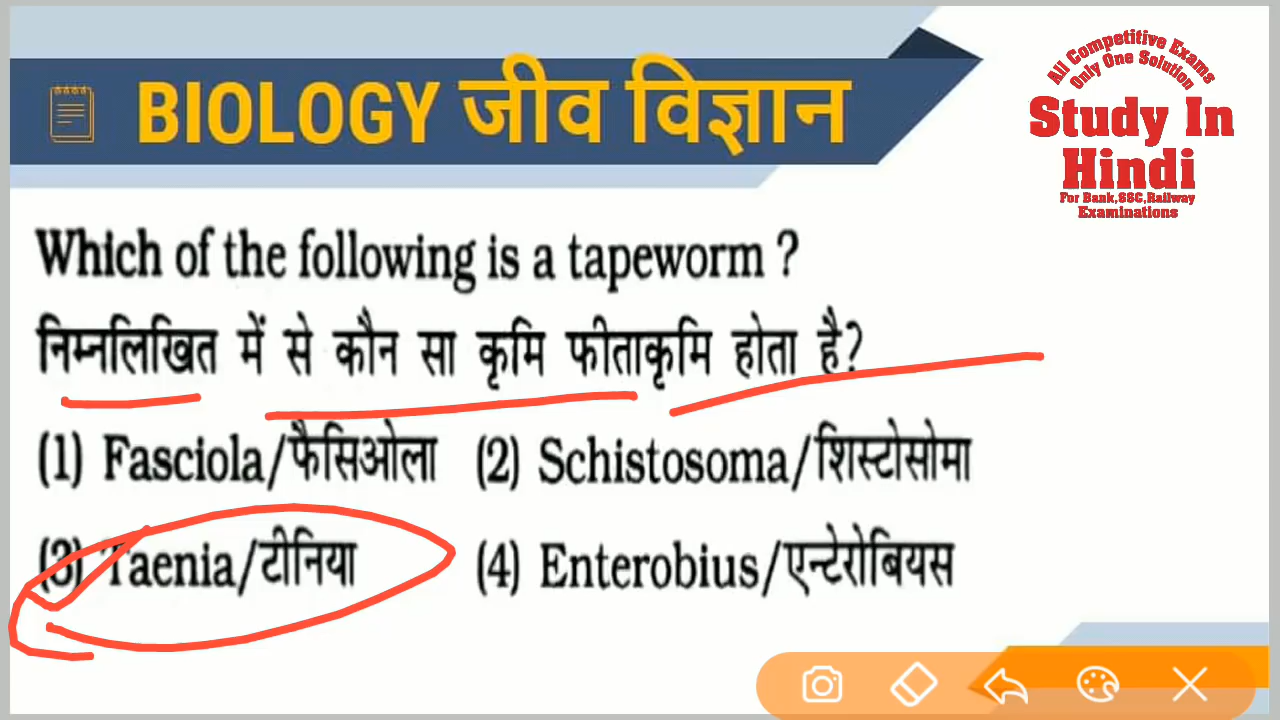 BIOLOGY जीव विज्ञान
All Competitive Exams
Only One Solution
Study In
Hindi
For Bank,SSC,Railway
Examinations
Which of the following is a tapeworm ?
निम्नलिखित में से कौन सा कृमि फीताकृमि होता है?
(1) Fasciola/फैसिओला (2) Schistosoma/शिस्टोसोमा
(3) Taenia/टीनिया (4) Enterobius/एन्टेरोबियस